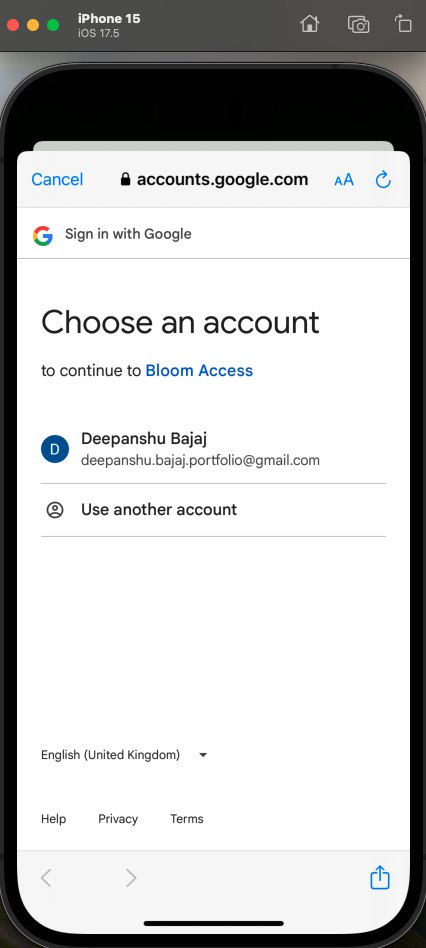 iPhone 15
iOS 17.5
Cancel accounts.google.com AA
Sign in with Google
Choose an account
to continue to Bloom Access
D
Deepanshu Bajaj
deepanshu.bajaj.portfolio@gmail.com
Use another account
English (United Kingdom)
Help Privacy Terms